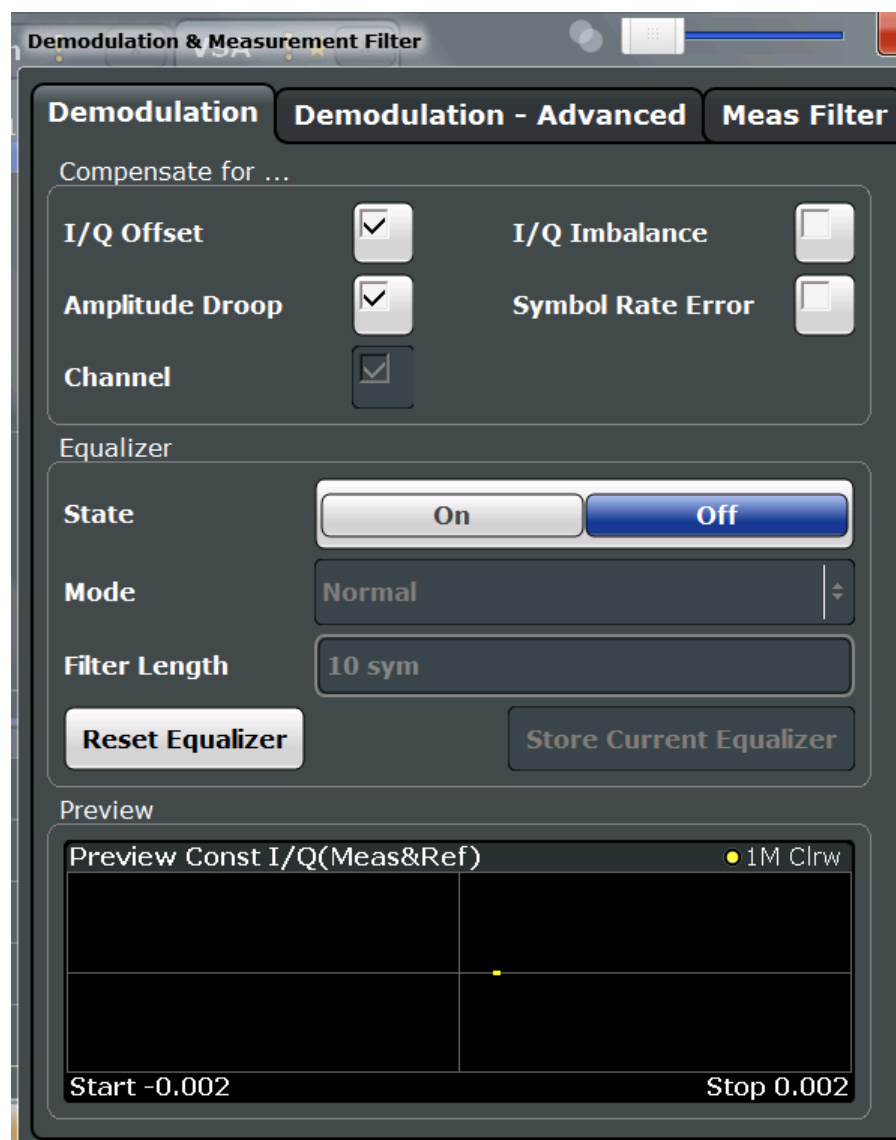 Demodulation & Measurement Filter
VSA
Demodulation
Demodulation - Advanced
Meas Filter
Compensate for ...
I/Q Offset
I/Q Imbalance
Amplitude Droop
Symbol Rate Error
Channel
Equalizer
State
On
Off
Mode
Normal
Filter Length
10 sym
Reset Equalizer
Store Current Equalizer
Preview
Preview Const I/Q(Meas&Ref)
1M Clrw
Start -0.002
Stop 0.002